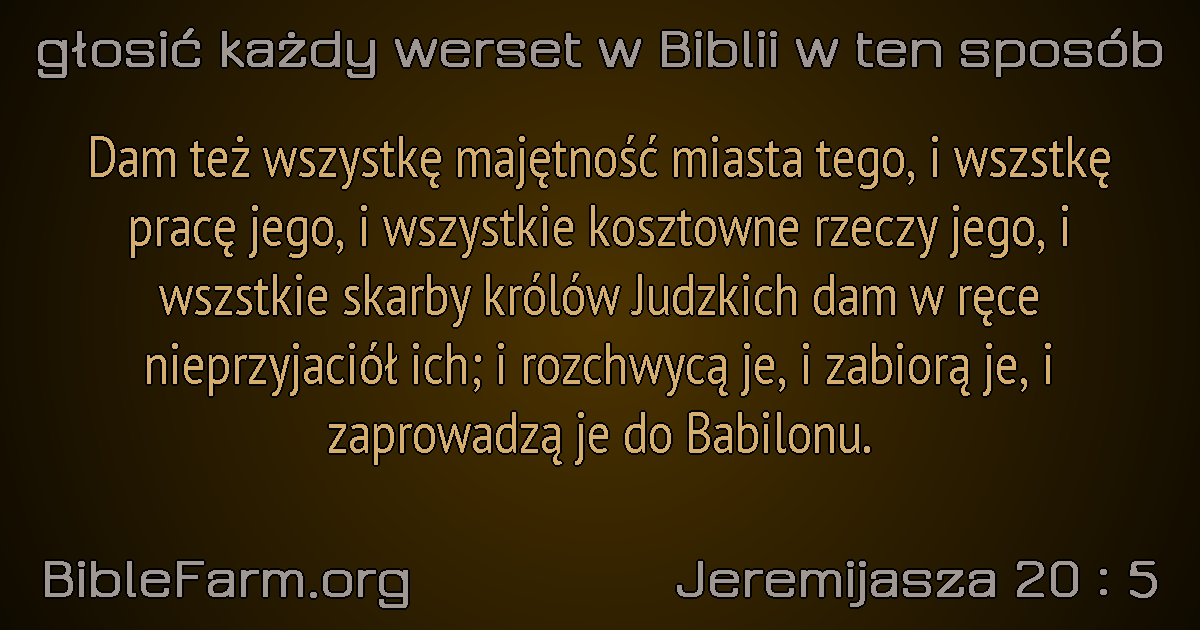 głosić każdy werset w Biblii w ten sposób
Dam też wszystkę majętność miasta tego, i wszstkę
pracę jego, i wszystkie kosztowne rzeczy jego, i
wszstkie skarby królów Judzkich dam w ręce
nieprzyjaciół ich; i rozchwycą je, i zabiorą je, i
zaprowadzą je do Babilonu.
BibleFarm.org
Jeremijasza 20 : 5